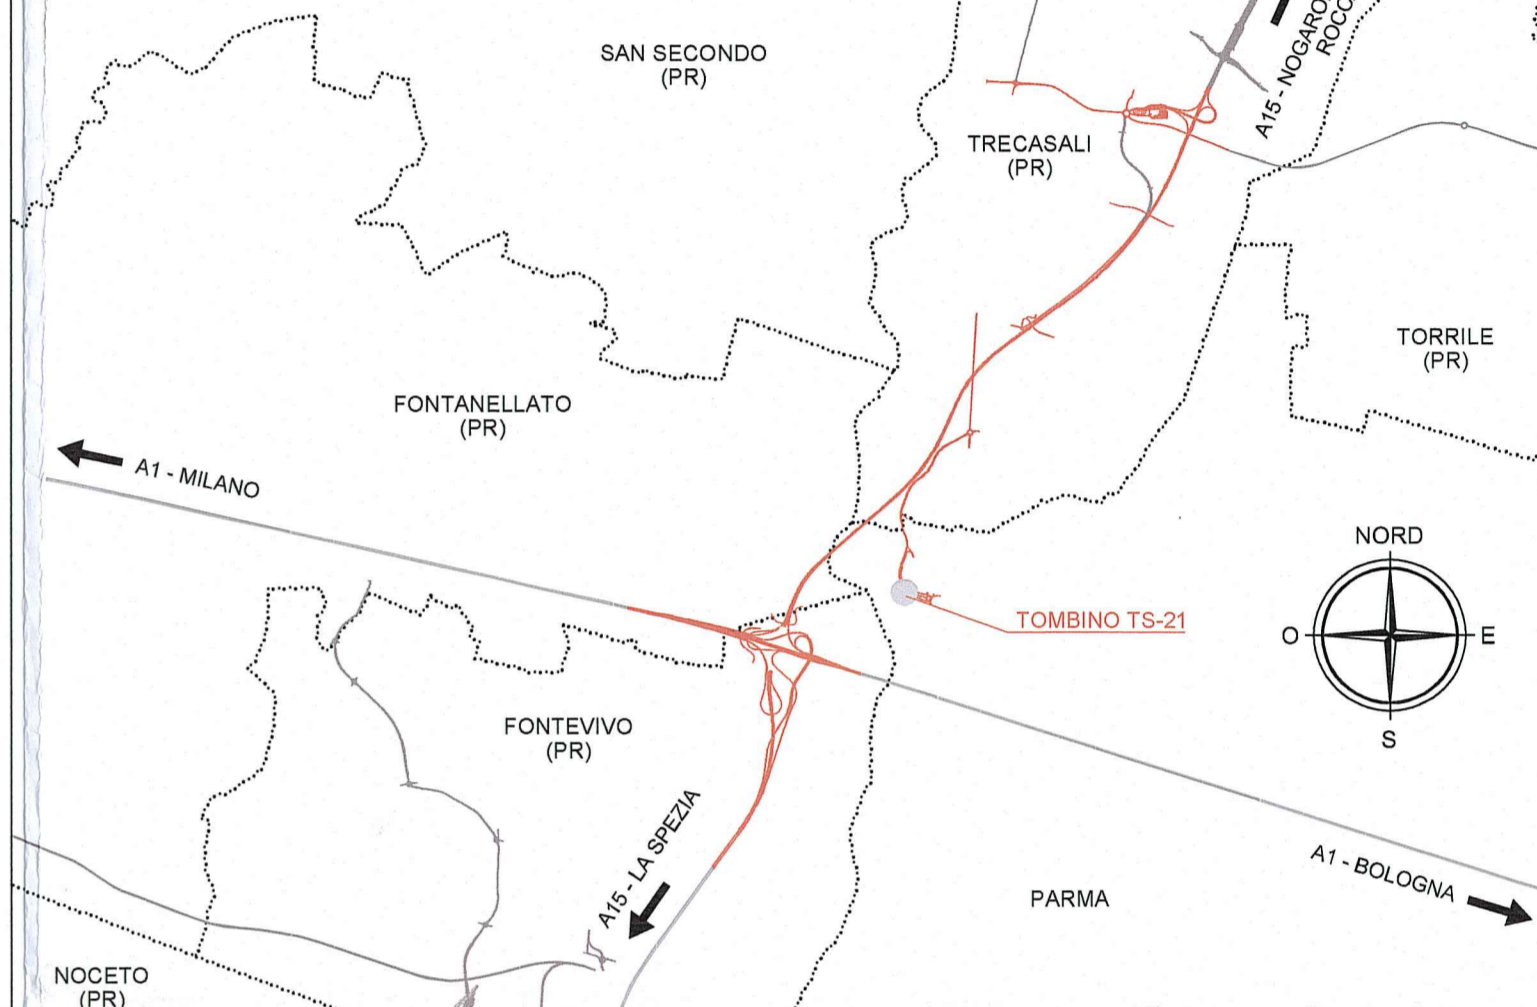 SAN SECONDO
(PR)
A15 - NOGARO
ROCCO
TRECASALI
(PR)
TORRILE
(PR)
FONTANELLATO
(PR)
A1 - MILANO
NORD
O
E
S
TOMBINO TS-21
FONTEVIVO
(PR)
A15 - LA SPEZIA
A1 - BOLOGNA
PARMA
NOCETO
(PR)